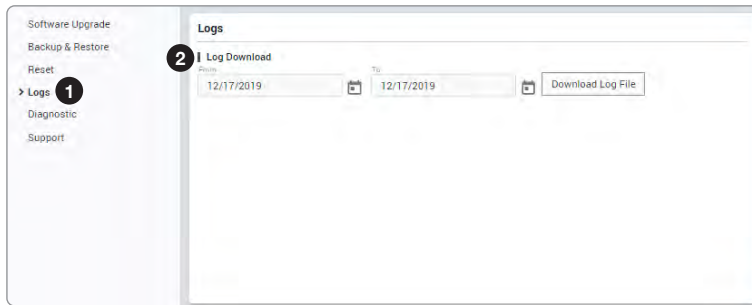 Software Upgrade
Backup & Restore
Reset
> Logs 1
Diagnostic
Support
Logs
2 Log Download
From To
12/17/2019 12/17/2019 Download Log File